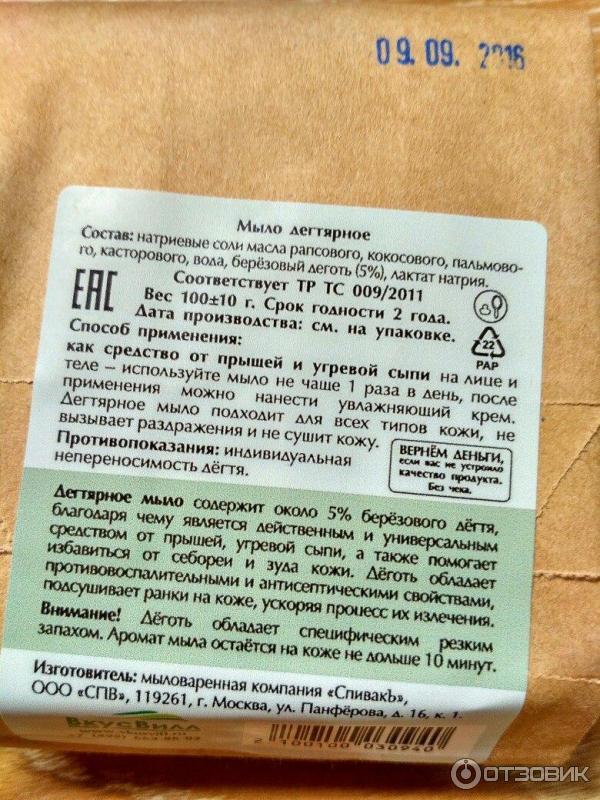 09.09. 2016
Мыло дегтярное
Состав: натриевые соли масла рапсового, кокосового, пальмово-
го, касторового, вода, берёзовый деготь (5%), лактат натрия.
Соответствует ТР ТС 009/2011
Вес 100±10 г. Срок годности 2 года.
Дата производства: см. на упаковке.
ЕАС
22
PAP
Способ применения:
как средство от прыщей и угревой сыпи на лице и
теле – используйте мыло не чаще 1 раза в день, после
применения можно нанести увлажняющий крем.
Дегтярное мыло подходит для всех типов кожи, не
вызывает раздражения и не сушит кожу.
Противопоказания: индивидуальная
непереносимость дёгтя.
ВЕРНЁМ ДЕНЬГИ,
если вас не устроило
качество продукта.
Без чека.
Дегтярное мыло содержит около 5% берёзового дёгтя,
благодаря чему является действенным и универсальным
средством от прыщей, угревой сыпи, а также помогает
избавиться от себореи и зуда кожи. Дёготь обладает
противовоспалительными и антисептическими свойствами,
подсушивает ранки на коже, ускоряя процесс их излечения.
Внимание! Дёготь обладает специфическим резким
запахом. Аромат мыла остаётся на коже не дольше 10 минут.
Изготовитель: мыловаренная компания «СпивакЪ»,
ООО «СПВ», 119261, г. Москва, ул. Панфёрова, д. 16, к. 1.
ВкусВилл
2 100100 030940
ОТЗОВИК